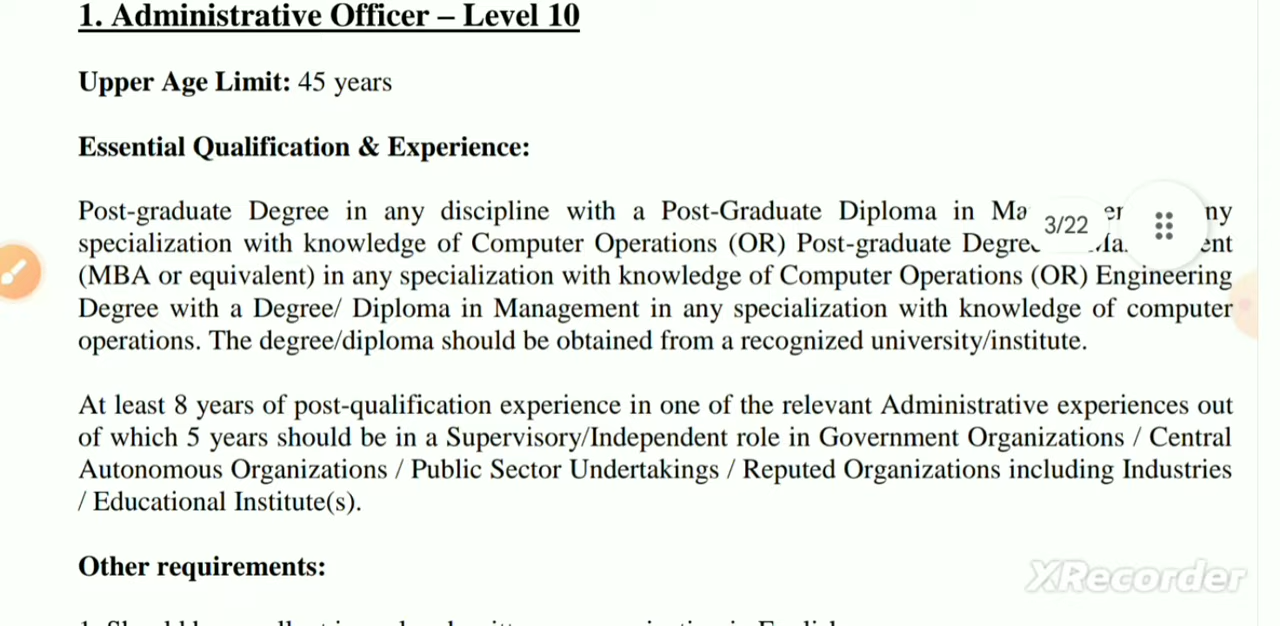 1. Administrative Officer – Level 10
Upper Age Limit: 45 years
Essential Qualification & Experience:
Post-graduate Degree in any discipline with a Post-Graduate Diploma in
3/22
specialization with knowledge of Computer Operations (OR) Post-graduate
(MBA or equivalent) in any specialization with knowledge of Computer Operations (OR) Engineering
Degree with a Degree/ Diploma in Management in any specialization with knowledge of computer
operations. The degree/diploma should be obtained from a recognized university/institute.
At least 8 years of post-qualification experience in one of the relevant Administrative experiences out
of which 5 years should be in a Supervisory/Independent role in Government Organizations / Central
Autonomous Organizations / Public Sector Undertakings / Reputed Organizations including Industries
/ Educational Institute(s).
Other requirements:
XRecorder